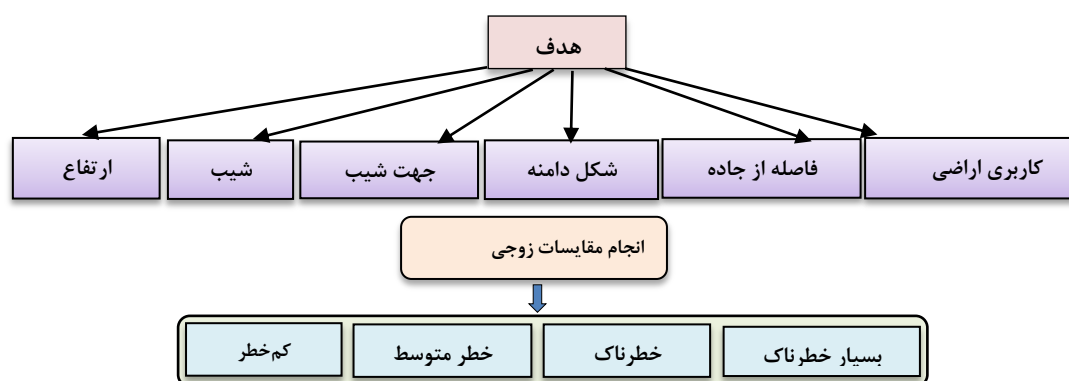 هدف
کاربری اراضی
فاصله از جاده
شکل دامنه
جهت شیب
شیب
ارتفاع
انجام مقایسات زوجی
بسیار خطرناک
خطرناک
خطر متوسط
کم‌خطر